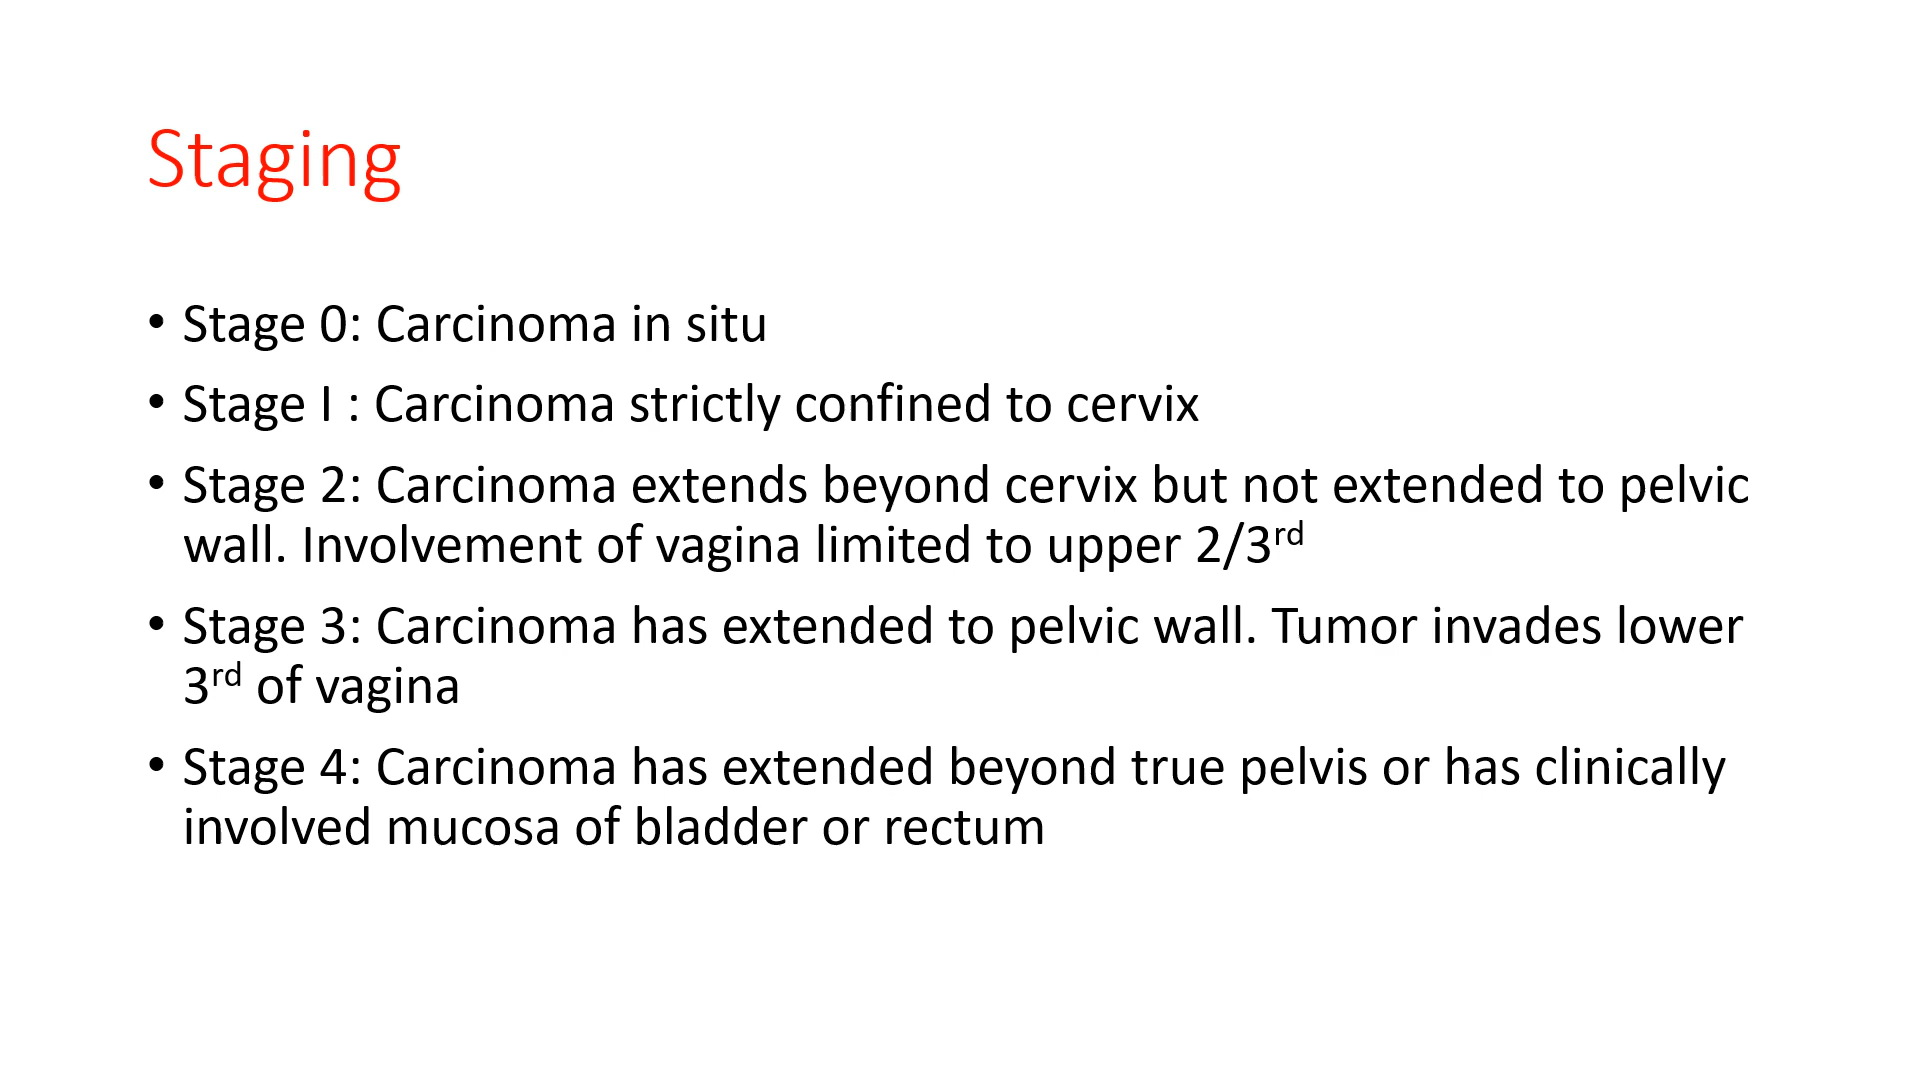 Staging
• Stage 0: Carcinoma in situ
• Stage I : Carcinoma strictly confined to cervix
• Stage 2: Carcinoma extends beyond cervix but not extended to pelvic
wall. Involvement of vagina limited to upper 2/3rd
• Stage 3: Carcinoma has extended to pelvic wall. Tumor invades lower
3rd of vagina
• Stage 4: Carcinoma has extended beyond true pelvis or has clinically
involved mucosa of bladder or rectum